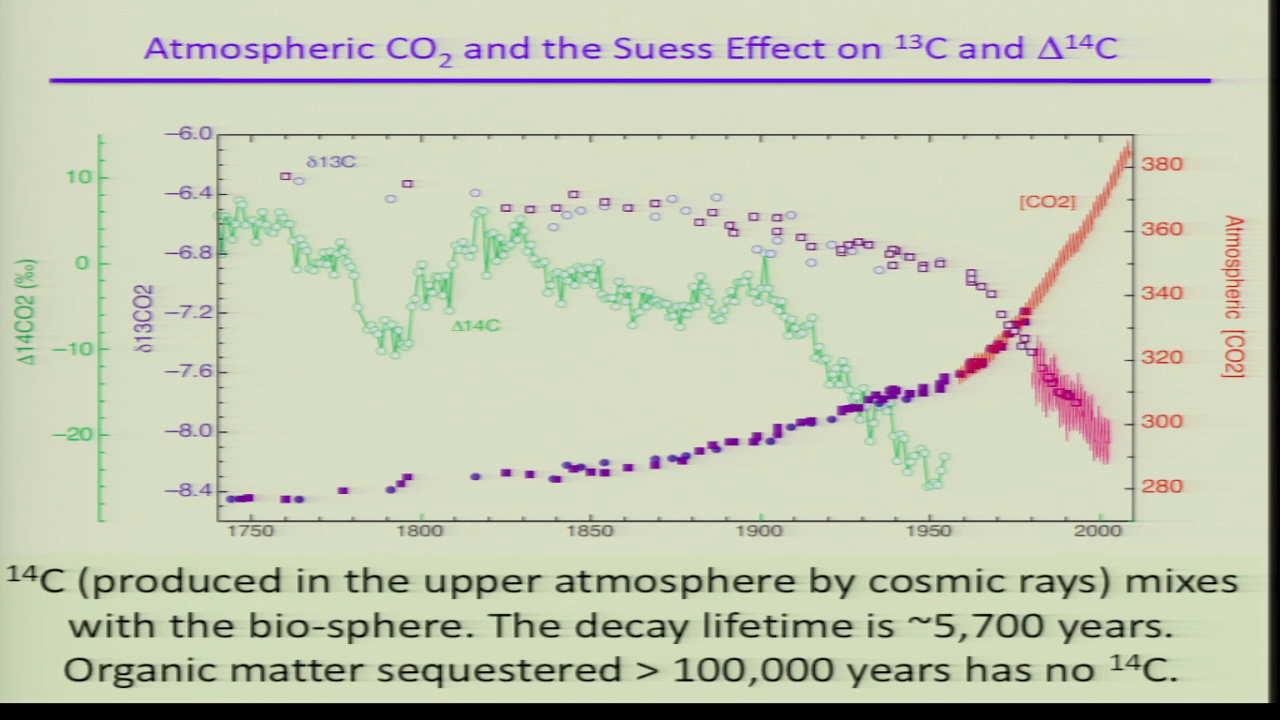 Atmospheric CO₂ and the Suess Effect on ¹³C and Δ¹⁴C
Δ14CO2 (‰)
10
0
−10
−20
δ13CO2
−6.0
−6.4
−6.8
−7.2
−7.6
−8.0
−8.4
δ13C
Δ14C
[CO2]
1750
1800
1850
1900
1950
2000
380
360
340
320
300
280
Atmospheric [CO2]
¹⁴C (produced in the upper atmosphere by cosmic rays) mixes
with the bio-sphere. The decay lifetime is ~5,700 years.
Organic matter sequestered > 100,000 years has no ¹⁴C.